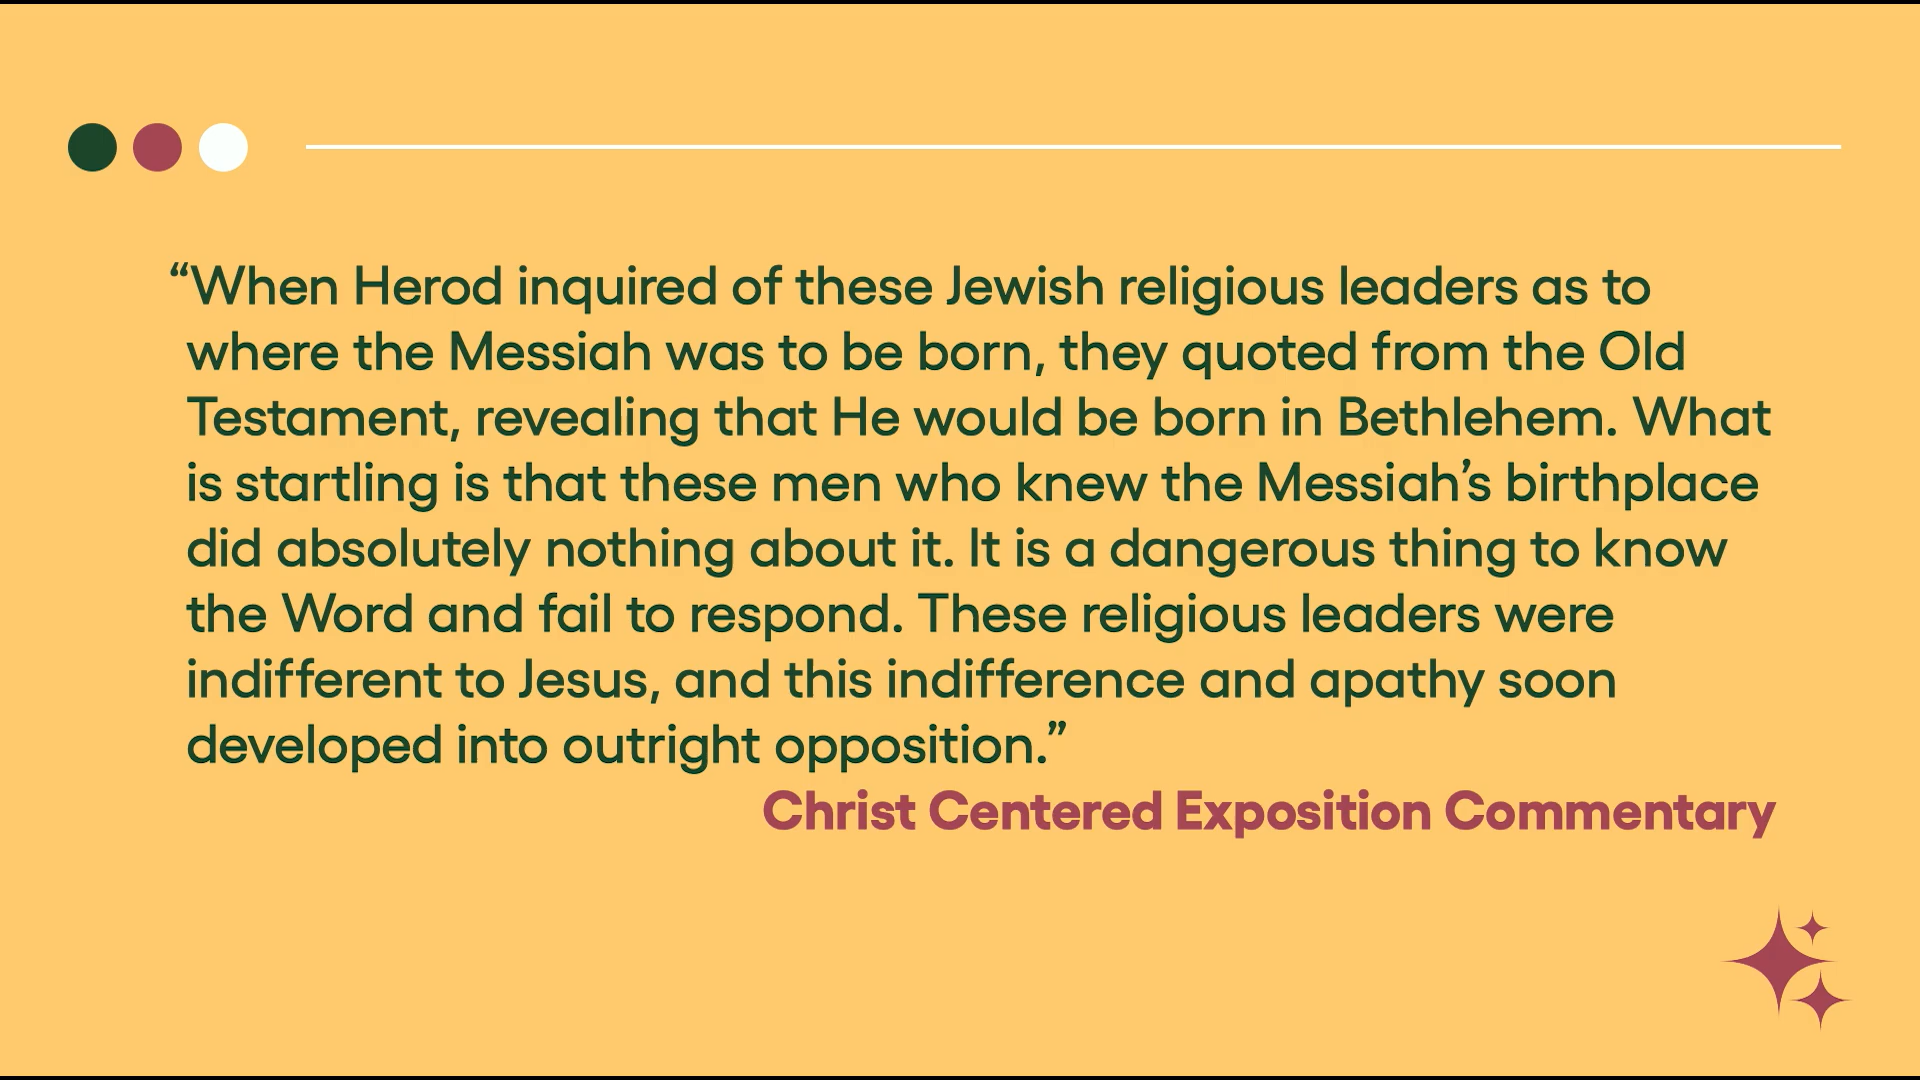 “When Herod inquired of these Jewish religious leaders as to
where the Messiah was to be born, they quoted from the Old
Testament, revealing that He would be born in Bethlehem. What
is startling is that these men who knew the Messiah’s birthplace
did absolutely nothing about it. It is a dangerous thing to know
the Word and fail to respond. These religious leaders were
indifferent to Jesus, and this indifference and apathy soon
developed into outright opposition.”
Christ Centered Exposition Commentary